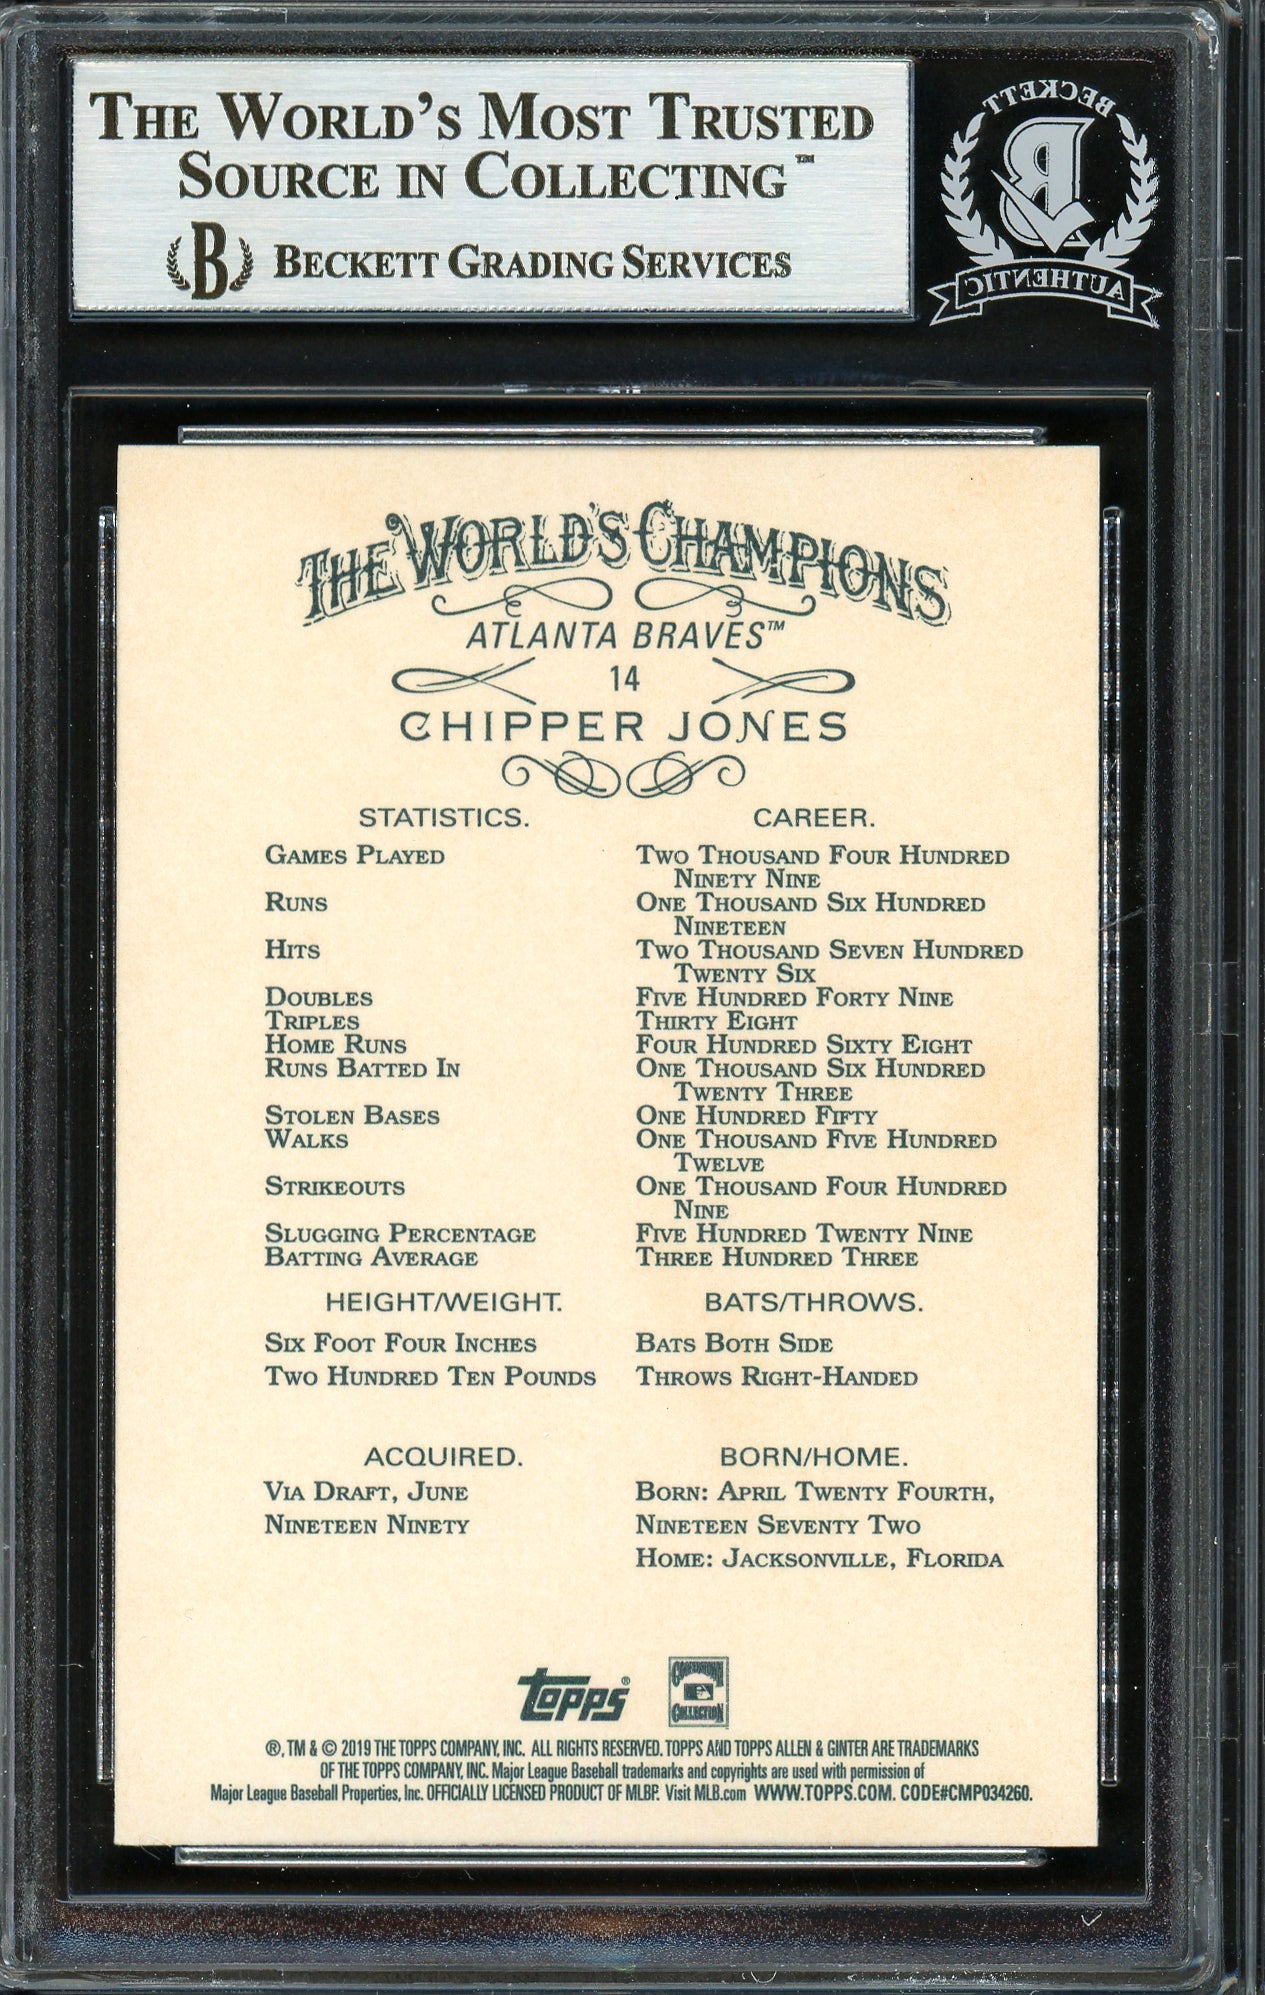 THE WORLD'S MOST TRUSTED
SOURCE IN COLLECTING™
B BECKETT GRADING SERVICES
BECKETT
B
AUTHENTIC
THE WORLD'S CHAMPIONS
ATLANTA BRAVES™
14
CHIPPER JONES
STATISTICS. CAREER.
GAMES PLAYED TWO THOUSAND FOUR HUNDRED
NINETY NINE
RUNS ONE THOUSAND SIX HUNDRED
NINETEEN
HITS TWO THOUSAND SEVEN HUNDRED
TWENTY SIX
DOUBLES FIVE HUNDRED FORTY NINE
TRIPLES THIRTY EIGHT
HOME RUNS FOUR HUNDRED SIXTY EIGHT
RUNS BATTED IN ONE THOUSAND SIX HUNDRED
TWENTY THREE
STOLEN BASES ONE HUNDRED FIFTY
WALKS ONE THOUSAND FIVE HUNDRED
TWELVE
STRIKEOUTS ONE THOUSAND FOUR HUNDRED
NINE
SLUGGING PERCENTAGE FIVE HUNDRED TWENTY NINE
BATTING AVERAGE THREE HUNDRED THREE
HEIGHT/WEIGHT. BATS/THROWS.
SIX FOOT FOUR INCHES BATS BOTH SIDE
TWO HUNDRED TEN POUNDS THROWS RIGHT-HANDED
ACQUIRED. BORN/HOME.
VIA DRAFT, JUNE BORN: APRIL TWENTY FOURTH,
NINETEEN NINETY NINETEEN SEVENTY TWO
HOME: JACKSONVILLE, FLORIDA
topps®
COOPERSTOWN
COLLECTION
®, TM & © 2019 THE TOPPS COMPANY, INC. ALL RIGHTS RESERVED. TOPPS AND TOPPS ALLEN & GINTER ARE TRADEMARKS
OF THE TOPPS COMPANY, INC. Major League Baseball trademarks and copyrights are used with permission of
Major League Baseball Properties, Inc. OFFICIALLY LICENSED PRODUCT OF MLBP. Visit MLB.com WWW.TOPPS.COM. CODE#CMP034260.